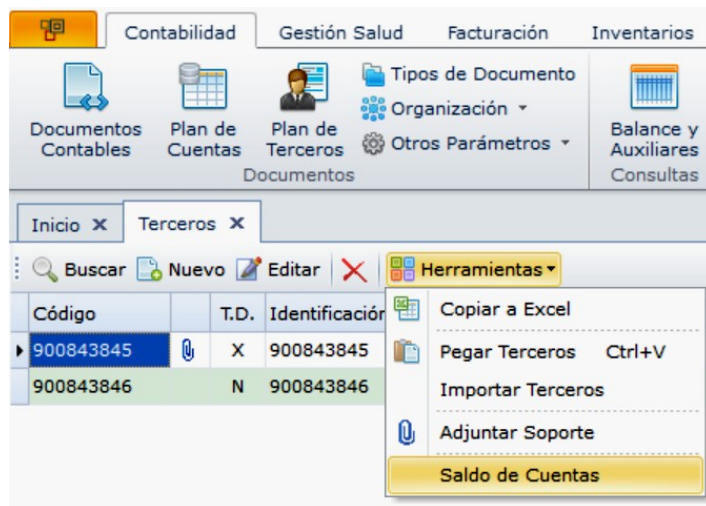 Contabilidad Gestión Salud Facturación Inventarios
Documentos Contables
Plan de Cuentas
Plan de Terceros
Tipos de Documento
Organización
Otros Parámetros
Balance y Auxiliares
Documentos
Consultas
Inicio X Terceros X
Buscar Nuevo Editar Herramientas
Código T.D. Identificación
900843845 X 900843845
900843846 N 900843846
Copiar a Excel
Pegar Terceros Ctrl+V
Importar Terceros
Adjuntar Soporte
Saldo de Cuentas